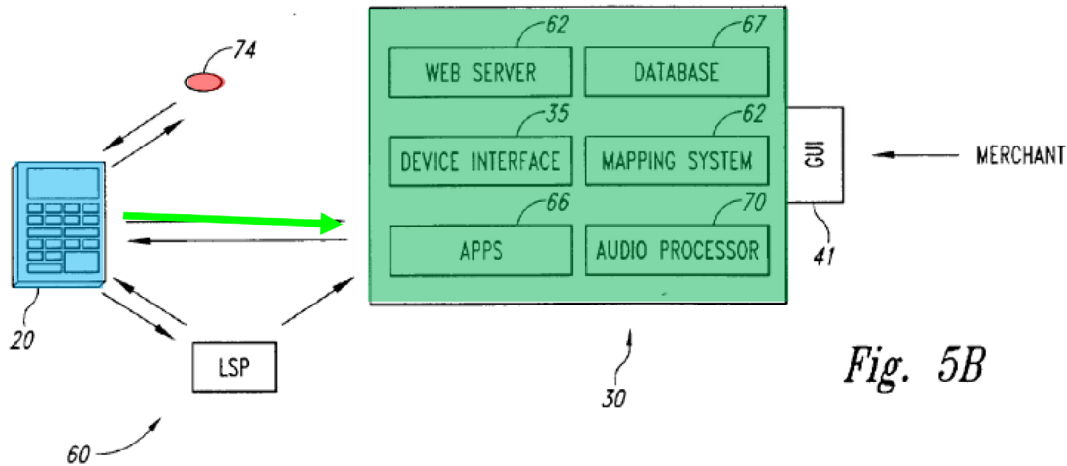 74
62
67
WEB SERVER
DATABASE
35
62
DEVICE INTERFACE
MAPPING SYSTEM
GUI
MERCHANT
66
70
APPS
AUDIO PROCESSOR
41
20
LSP
30
Fig. 5B
60